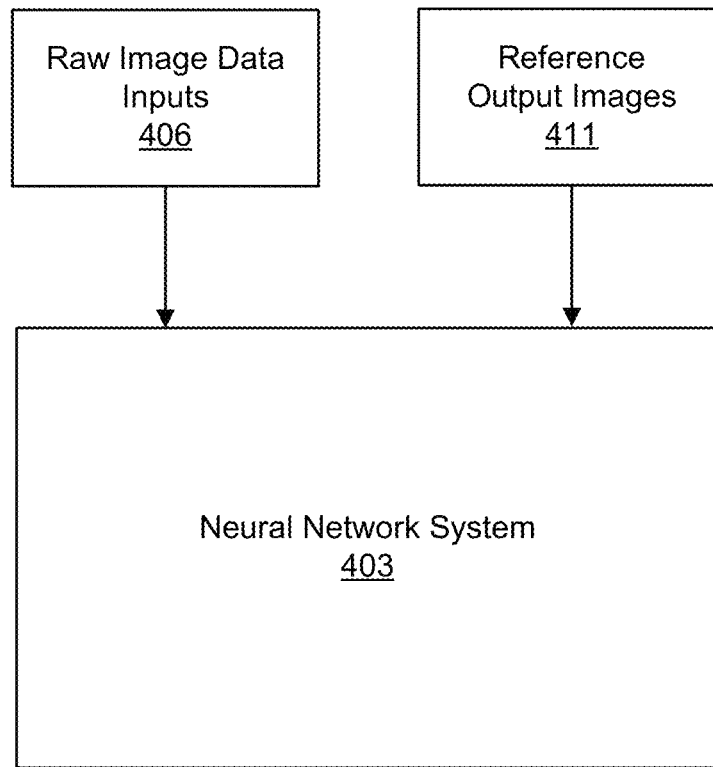 Raw Image Data
Inputs
406
Reference
Output Images
411
Neural Network System
403